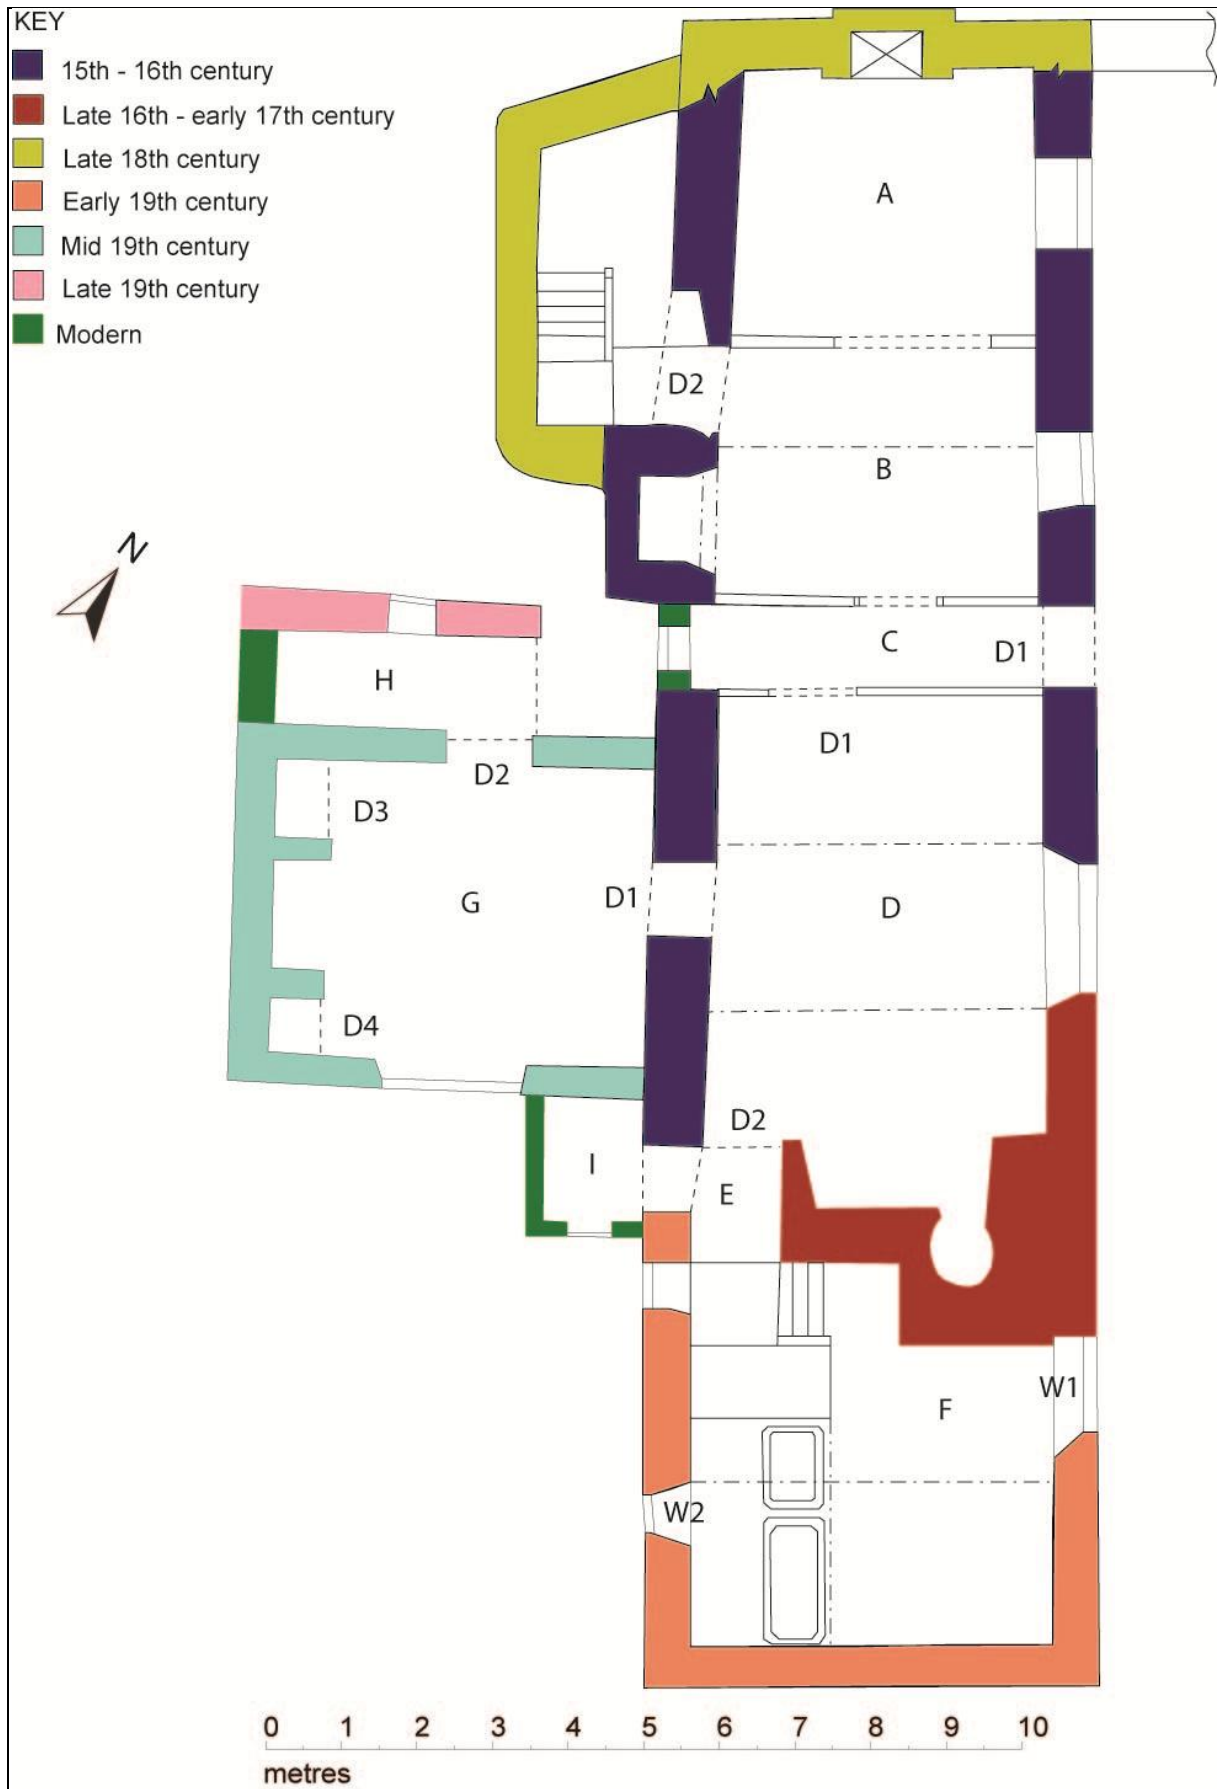 KEY
15th - 16th century
Late 16th - early 17th century
Late 18th century
Early 19th century
Mid 19th century
Late 19th century
Modern
A
D2
B
N
C
D1
H
D1
D2
D3
G
D1
D
D4
D2
I
E
W1
F
W2
0 1 2 3 4 5 6 7 8 9 10
metres